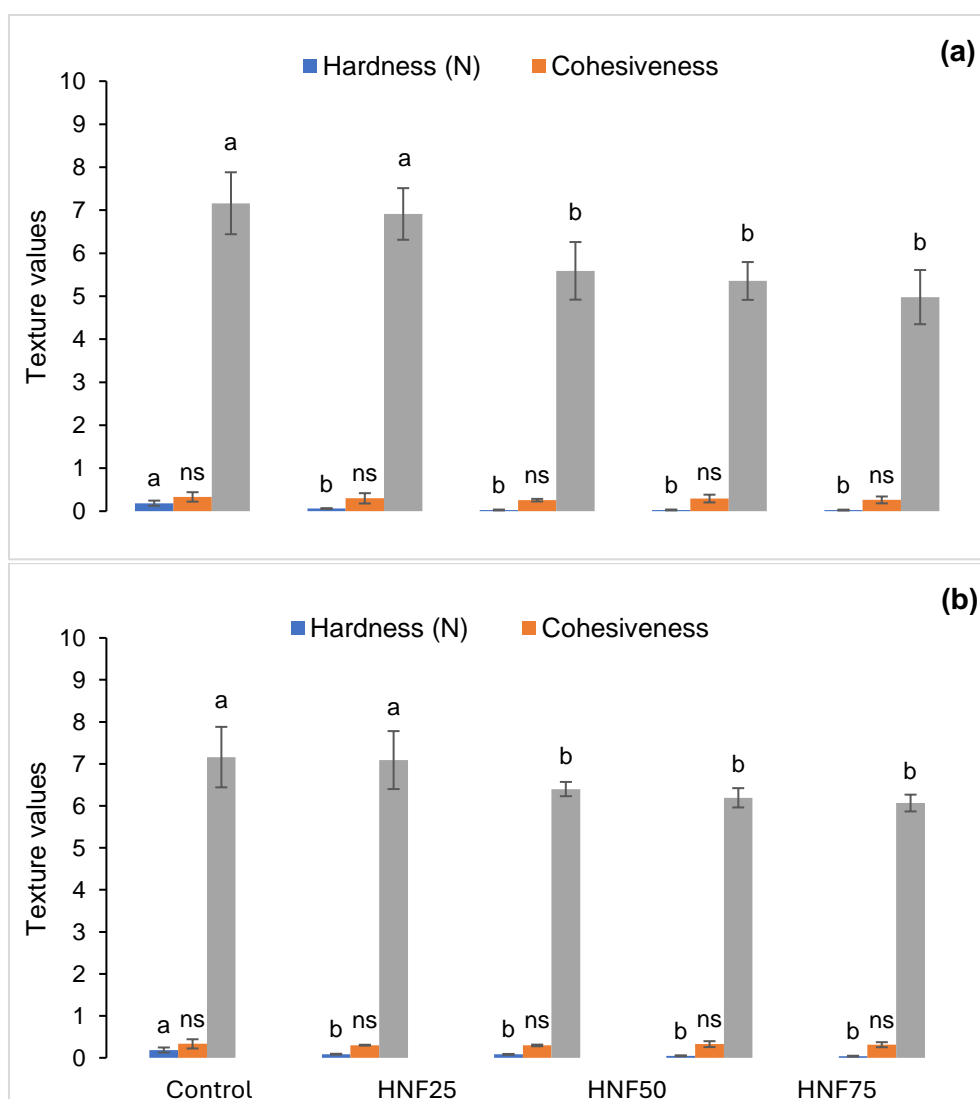 (a)
Hardness (N) Cohesiveness
10
9
8
7
6
5
4
3
2
1
0
Texture values
a a b b b
a ns b ns b ns b ns b ns
(b)
Hardness (N) Cohesiveness
10
9
8
7
6
5
4
3
2
1
0
Texture values
a a b b b
a ns b ns b ns b ns b ns
Control HNF25 HNF50 HNF75